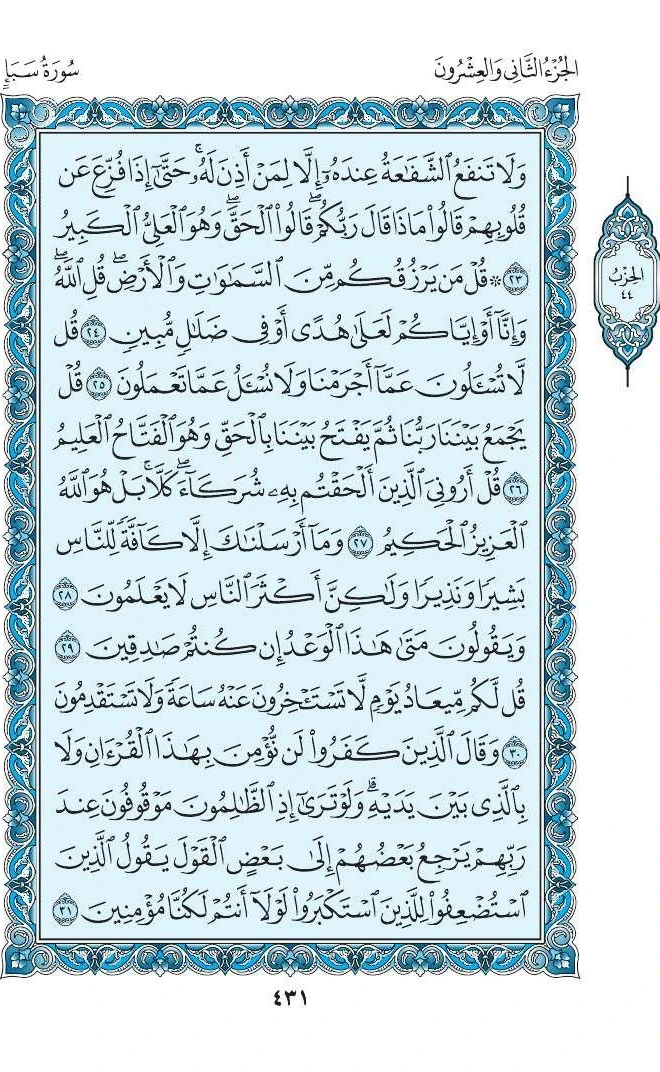 الجُزْءُ الثَّانِي وَالعِشْرُونَ
سُورَةُ سَبَإٍ
وَلَا تَنفَعُ ٱلشَّفَٰعَةُ عِندَهُۥٓ إِلَّا لِمَنْ أَذِنَ لَهُۥۚ حَتَّىٰٓ إِذَا فُزِّعَ عَن
قُلُوبِهِمْ قَالُوا۟ مَاذَا قَالَ رَبُّكُمْۖ قَالُوا۟ ٱلْحَقَّۖ وَهُوَ ٱلْعَلِىُّ ٱلْكَبِيرُ
٢٣ ۞ قُلْ مَن يَرْزُقُكُم مِّنَ ٱلسَّمَٰوَٰتِ وَٱلْأَرْضِۖ قُلِ ٱللَّهُۖ
وَإِنَّآ أَوْ إِيَّاكُمْ لَعَلَىٰ هُدًى أَوْ فِى ضَلَٰلٍ مُّبِينٍ ٢٤ قُل
لَّا تُسْـَٔلُونَ عَمَّآ أَجْرَمْنَا وَلَا نُسْـَٔلُ عَمَّا تَعْمَلُونَ ٢٥ قُلْ
يَجْمَعُ بَيْنَنَا رَبُّنَا ثُمَّ يَفْتَحُ بَيْنَنَا بِٱلْحَقِّ وَهُوَ ٱلْفَتَّاحُ ٱلْعَلِيمُ
٢٦ قُلْ أَرُونِىَ ٱلَّذِينَ أَلْحَقْتُم بِهِۦ شُرَكَآءَۖ كَلَّاۚ بَلْ هُوَ ٱللَّهُ
ٱلْعَزِيزُ ٱلْحَكِيمُ ٢٧ وَمَآ أَرْسَلْنَٰكَ إِلَّا كَآفَّةً لِّلنَّاسِ
بَشِيرًا وَنَذِيرًا وَلَٰكِنَّ أَكْثَرَ ٱلنَّاسِ لَا يَعْلَمُونَ ٢٨
وَيَقُولُونَ مَتَىٰ هَٰذَا ٱلْوَعْدُ إِن كُنتُمْ صَٰدِقِينَ ٢٩
قُل لَّكُم مِّيعَادُ يَوْمٍ لَّا تَسْتَـْٔخِرُونَ عَنْهُ سَاعَةً وَلَا تَسْتَقْدِمُونَ
٣٠ وَقَالَ ٱلَّذِينَ كَفَرُوا۟ لَن نُّؤْمِنَ بِهَٰذَا ٱلْقُرْءَانِ وَلَا
بِٱلَّذِى بَيْنَ يَدَيْهِۗ وَلَوْ تَرَىٰٓ إِذِ ٱلظَّٰلِمُونَ مَوْقُوفُونَ عِندَ
رَبِّهِمْ يَرْجِعُ بَعْضُهُمْ إِلَىٰ بَعْضٍ ٱلْقَوْلَ يَقُولُ ٱلَّذِينَ
ٱسْتُضْعِفُوا۟ لِلَّذِينَ ٱسْتَكْبَرُوا۟ لَوْلَآ أَنتُمْ لَكُنَّا مُؤْمِنِينَ ٣١
الحِزْبُ
٤٤
٤٣١